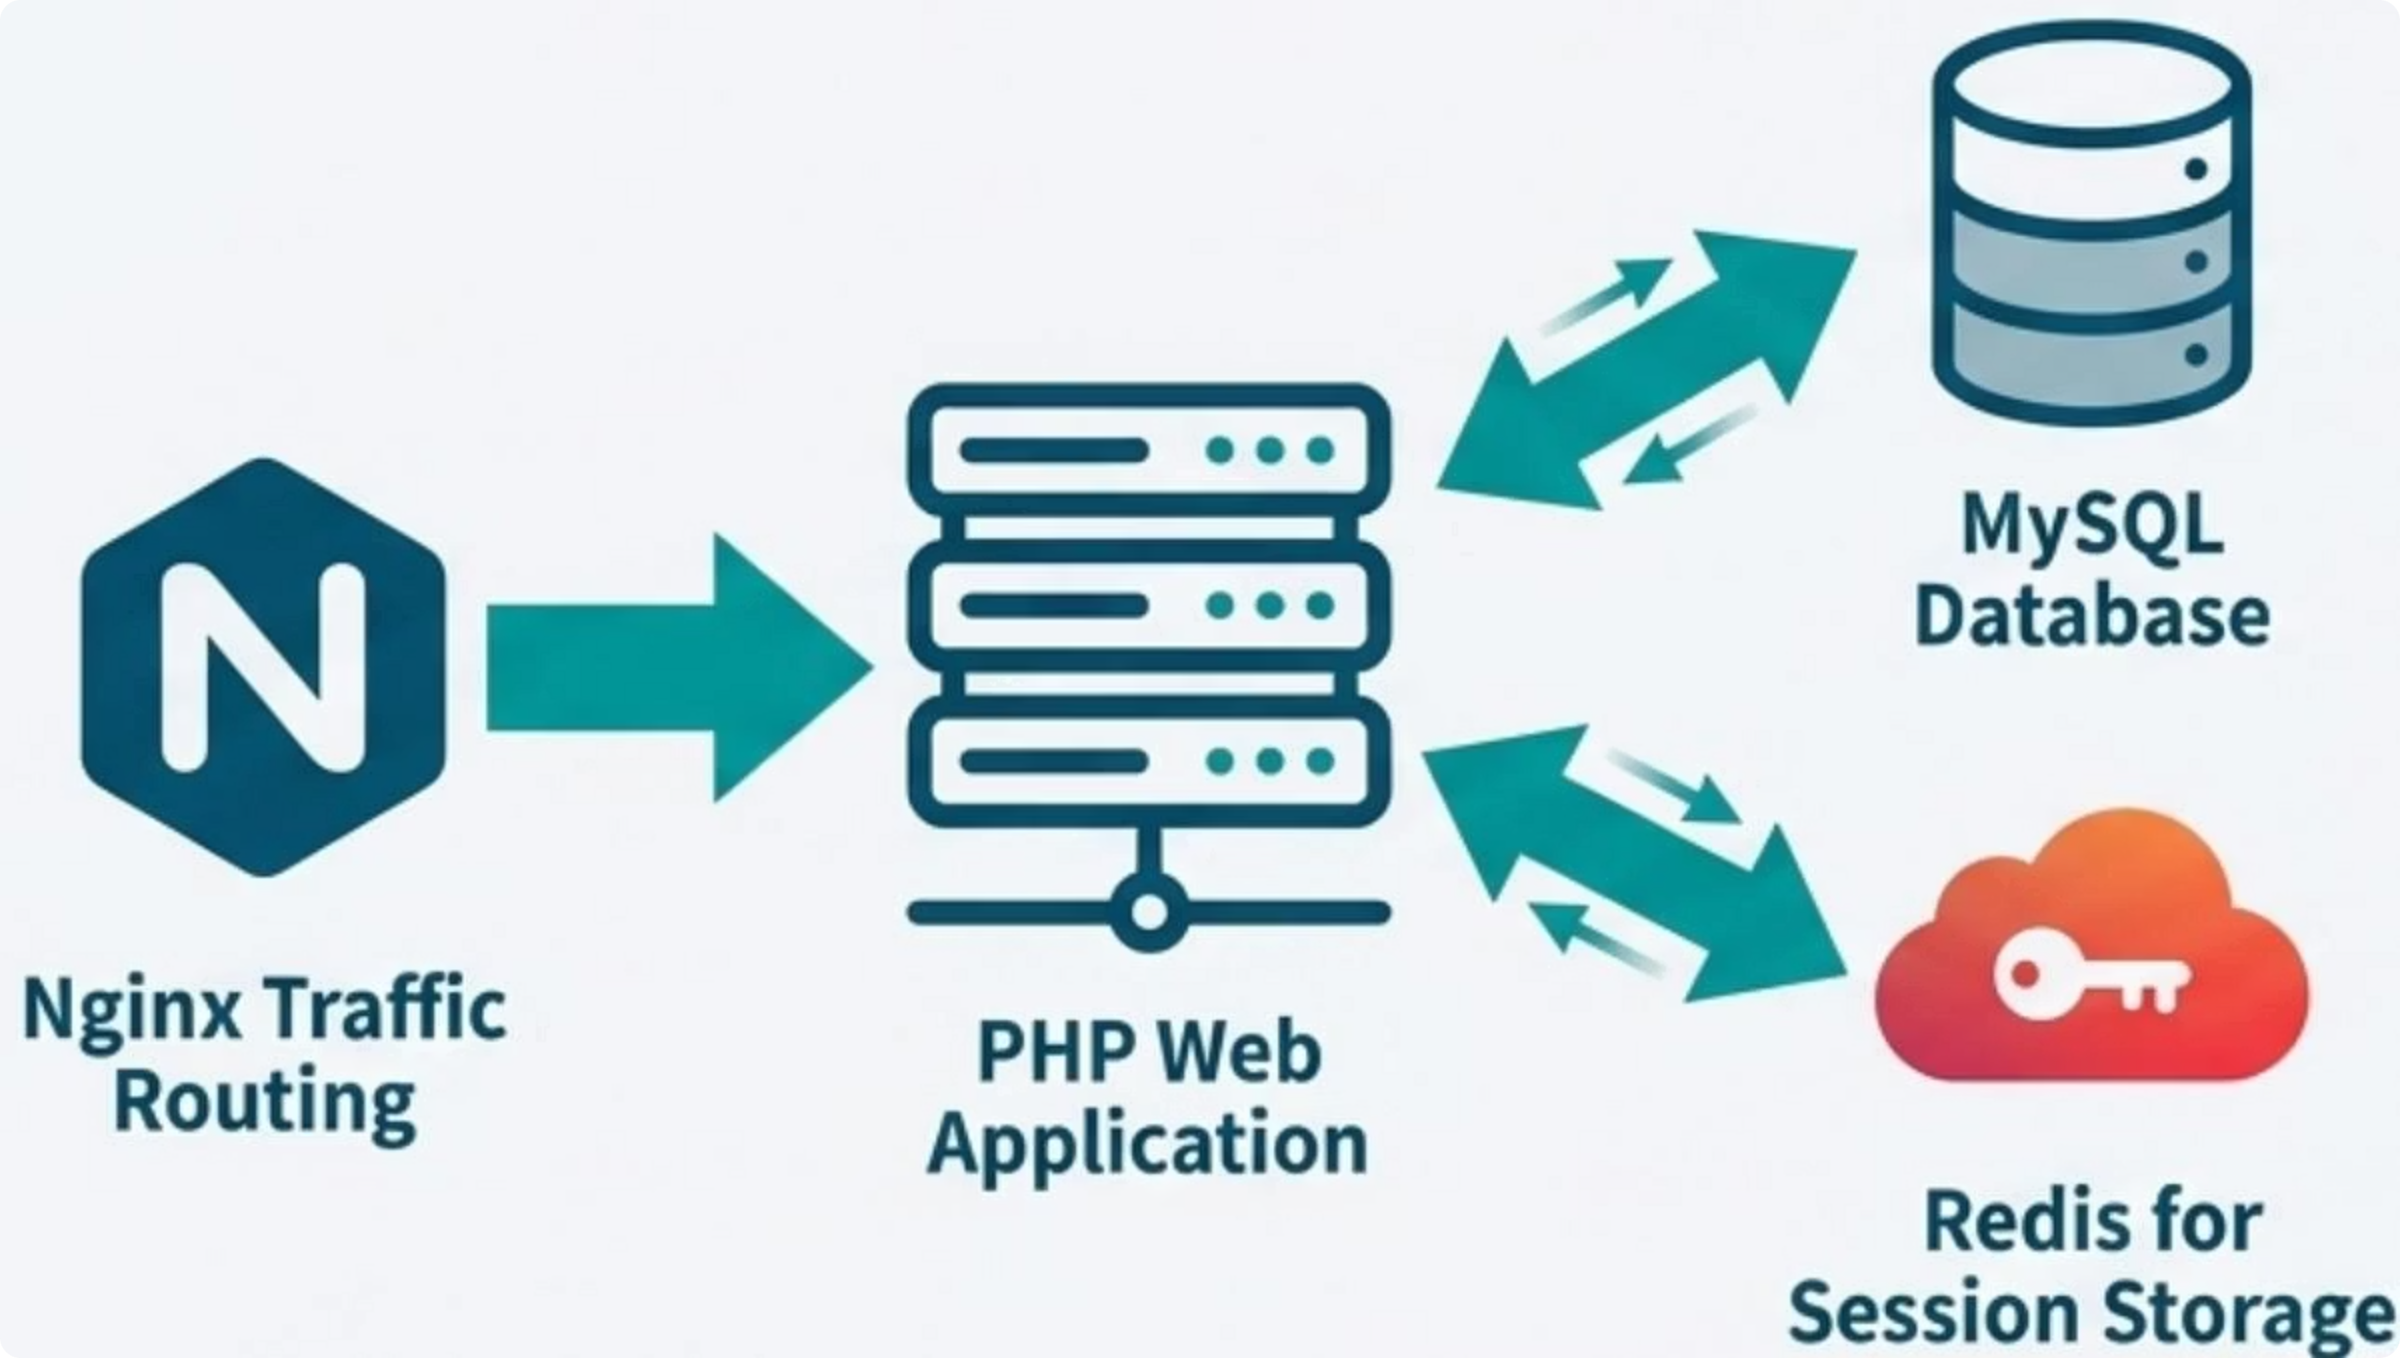 N
Nginx Traffic
Routing
PHP Web
Application
MySQL
Database
Redis for
Session Storage